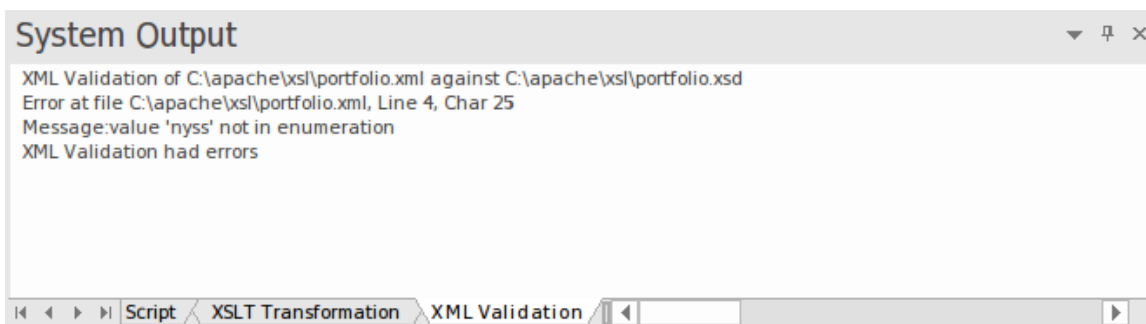 System Output
XML Validation of C:\apache\xsl\portfolio.xml against C:\apache\xsl\portfolio.xsd
Error at file C:\apache\xsl\portfolio.xml, Line 4, Char 25
Message:value 'nyss' not in enumeration
XML Validation had errors
Script XSLT Transformation XML Validation